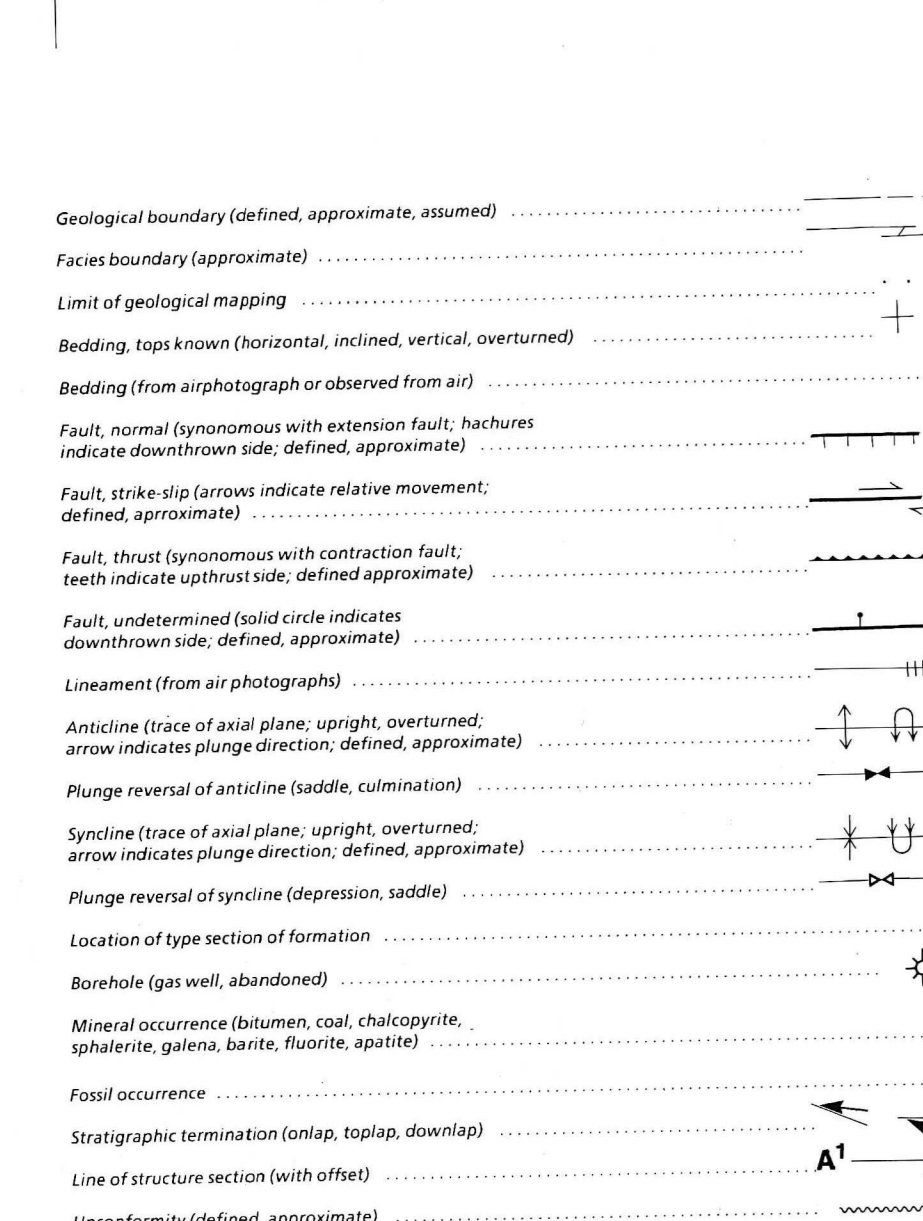 Geological boundary (defined, approximate, assumed)
Facies boundary (approximate)
Limit of geological mapping
Bedding, tops known (horizontal, inclined, vertical, overturned)
Bedding (from airphotograph or observed from air)
Fault, normal (synonomous with extension fault; hachures
indicate downthrown side; defined, approximate)
Fault, strike-slip (arrows indicate relative movement;
defined, aprroximate)
Fault, thrust (synonomous with contraction fault;
teeth indicate upthrust side; defined approximate)
Fault, undetermined (solid circle indicates
downthrown side; defined, approximate)
Lineament (from air photographs)
Anticline (trace of axial plane; upright, overturned;
arrow indicates plunge direction; defined, approximate)
Plunge reversal of anticline (saddle, culmination)
Syncline (trace of axial plane; upright, overturned;
arrow indicates plunge direction; defined, approximate)
Plunge reversal of syncline (depression, saddle)
Location of type section of formation
Borehole (gas well, abandoned)
Mineral occurrence (bitumen, coal, chalcopyrite,
sphalerite, galena, barite, fluorite, apatite)
Fossil occurrence
Stratigraphic termination (onlap, toplap, downlap)
Line of structure section (with offset) A¹
Unconformity (defined, approximate)